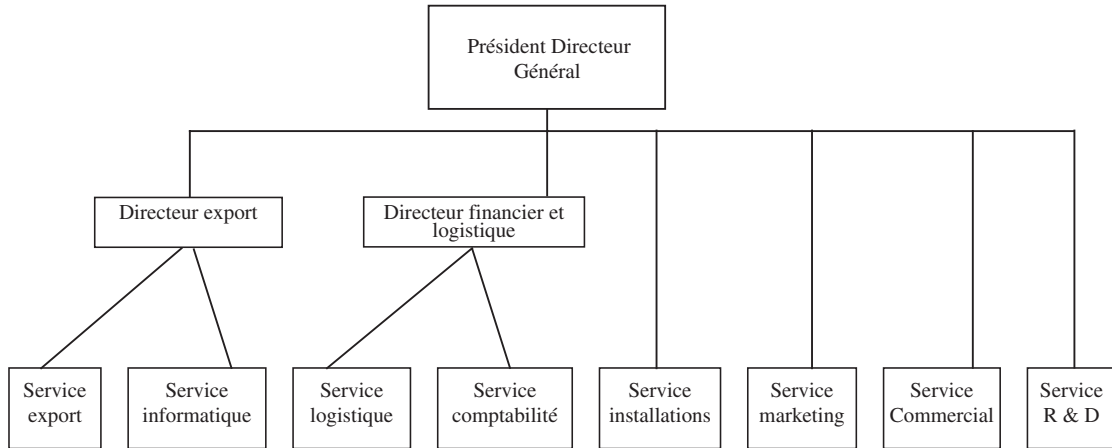 Président Directeur
Général
Directeur export
Directeur financier et
logistique
Service
export
Service
informatique
Service
logistique
Service
comptabilité
Service
installations
Service
marketing
Service
Commercial
Service
R & D